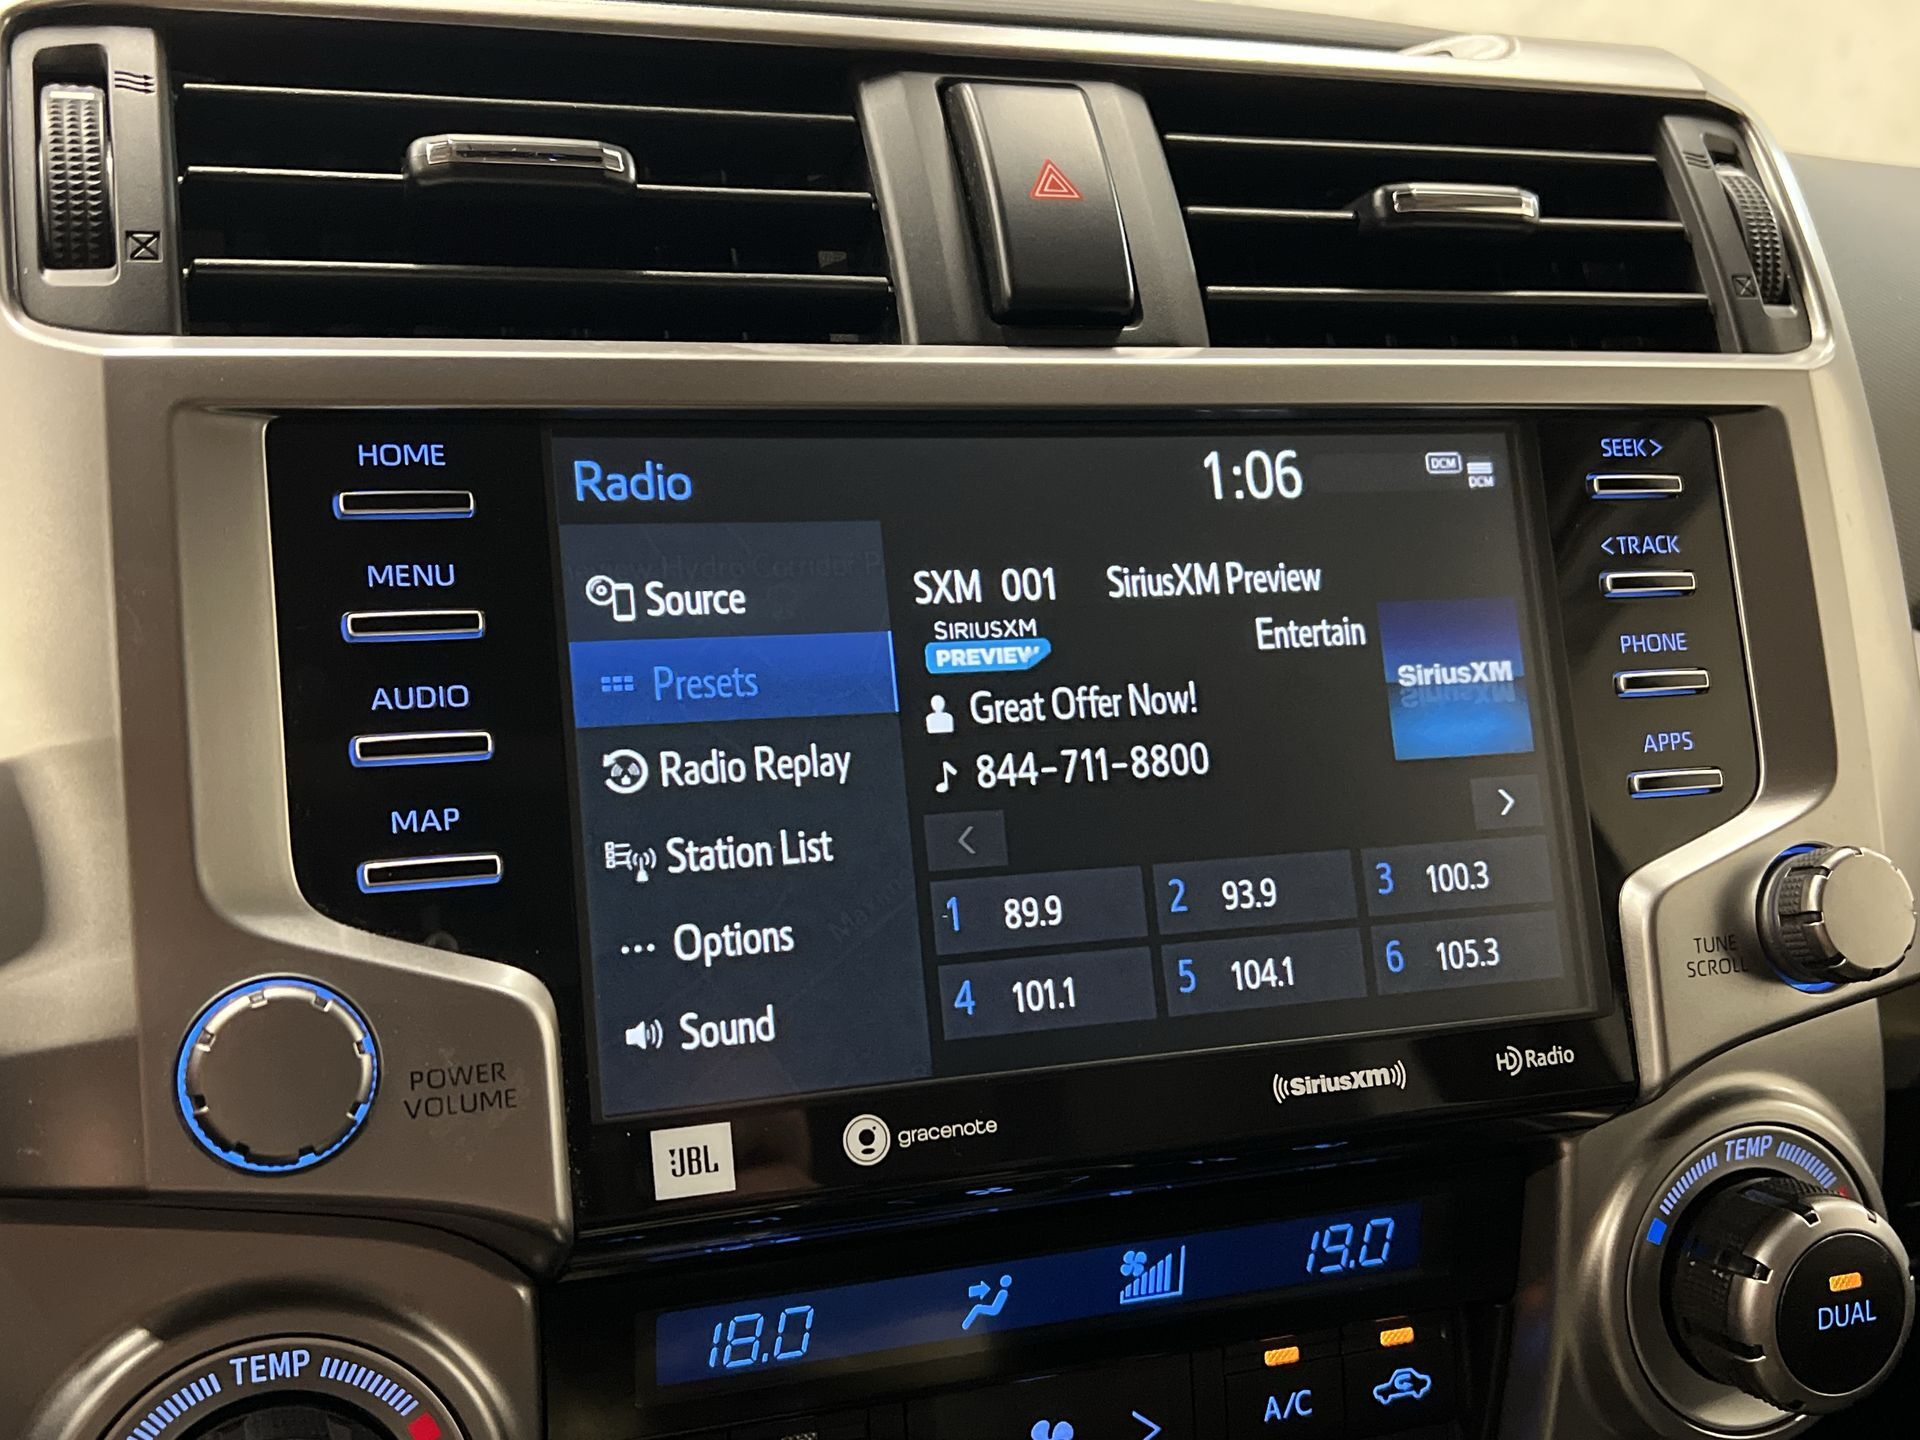 HOME
MENU
AUDIO
MAP
POWER
VOLUME
Radio
1:06
DCM
DCM
Source
Presets
Radio Replay
Station List
Options
Sound
SXM 001 SiriusXM Preview
SIRIUSXM
PREVIEW
Entertain
SiriusXM
Great Offer Now!
844-711-8800
<
>
1 89.9
2 93.9
3 100.3
4 101.1
5 104.1
6 105.3
SEEK>
<TRACK
PHONE
APPS
TUNE
SCROLL
JBL
gracenote
((SiriusXM))
HD Radio
18.0
19.0
TEMP
A/C
TEMP
DUAL